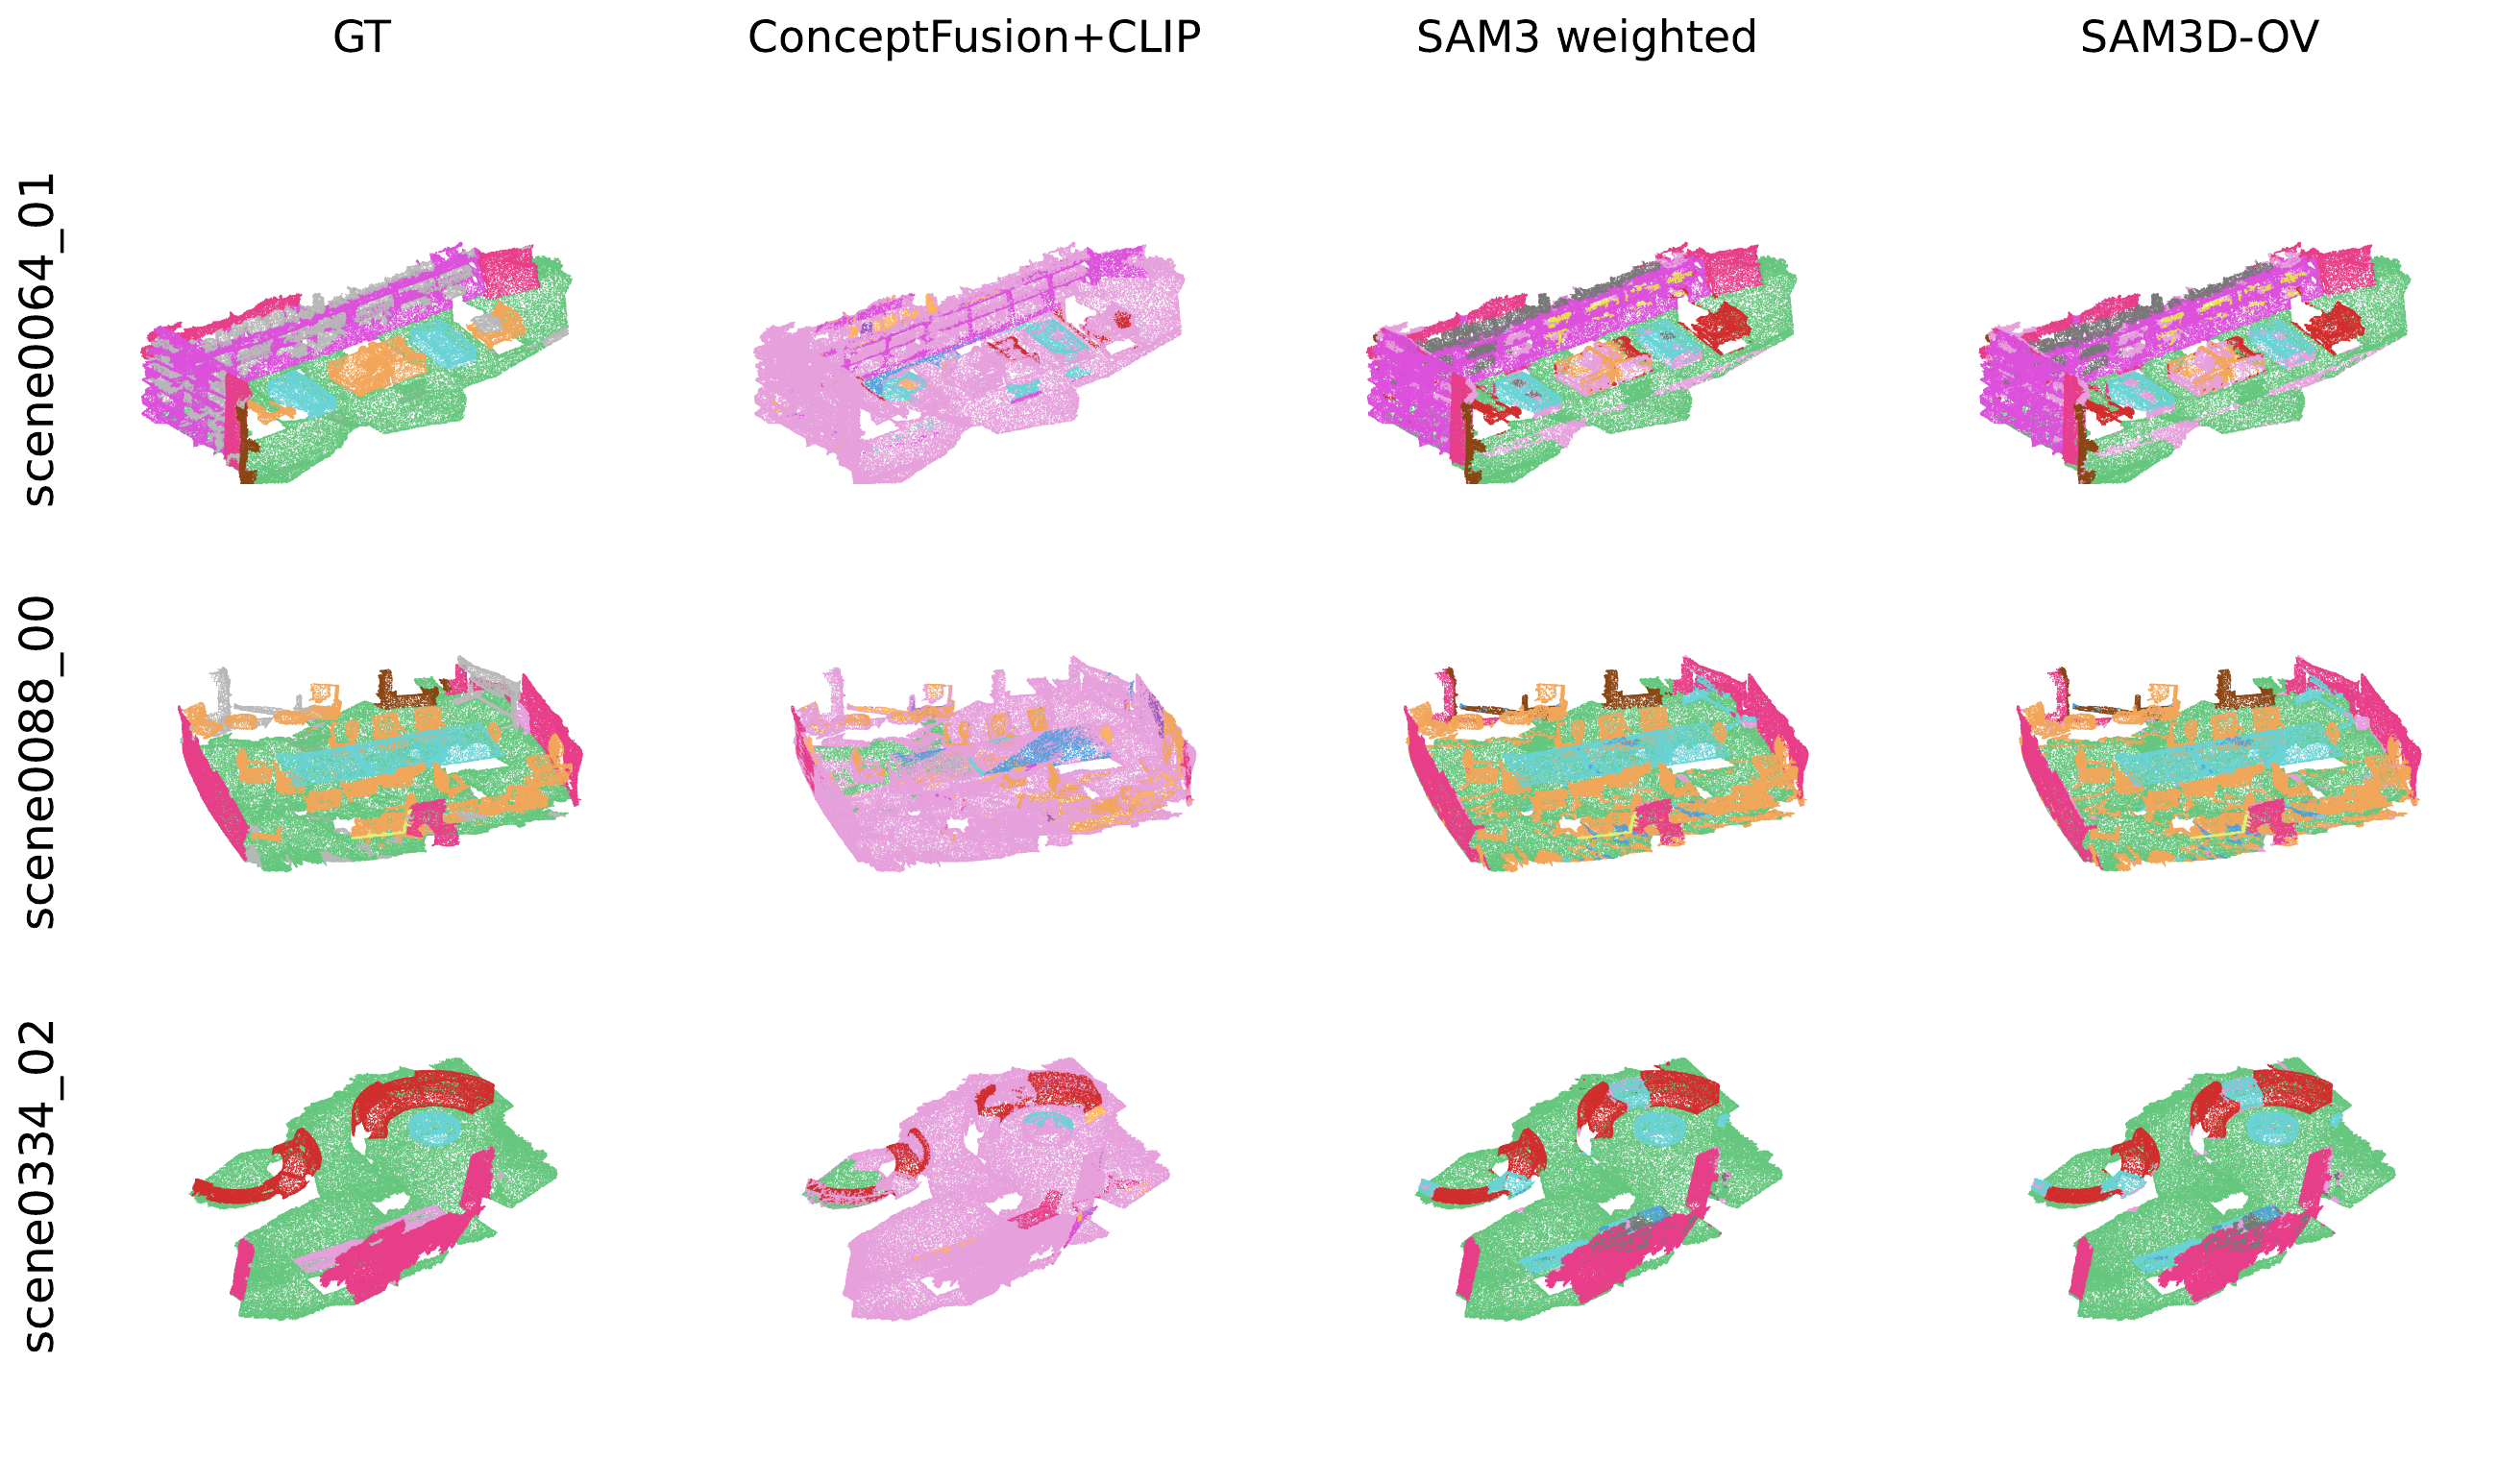 GT
ConceptFusion+CLIP
SAM3 weighted
SAM3D-OV
scene0064_01
scene0088_00
scene0334_02